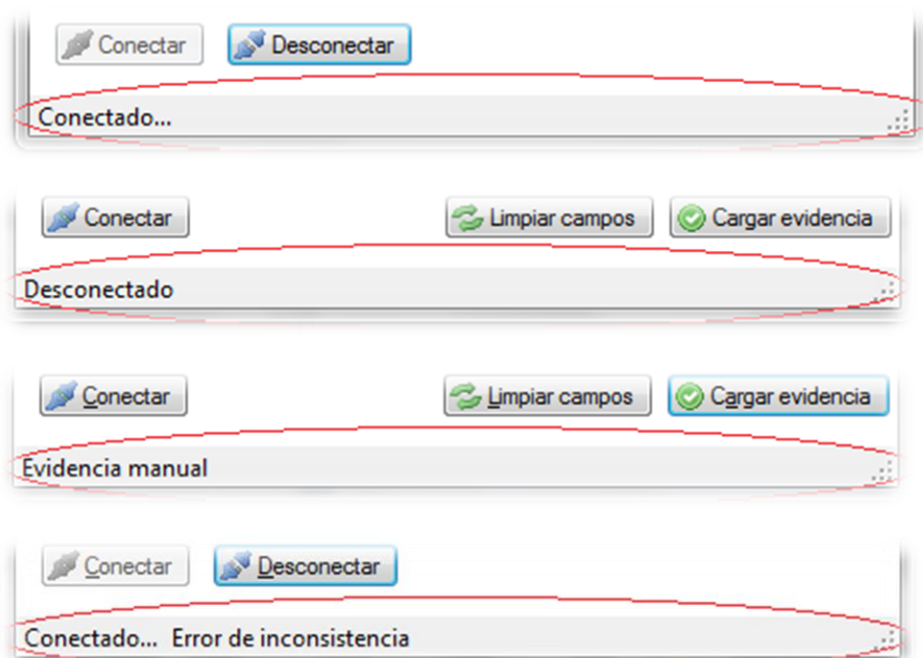 Conectar Desconectar
Conectado...
Conectar Limpiar campos Cargar evidencia
Desconectado
Conectar Limpiar campos Cargar evidencia
Evidencia manual
Conectar Desconectar
Conectado... Error de inconsistencia